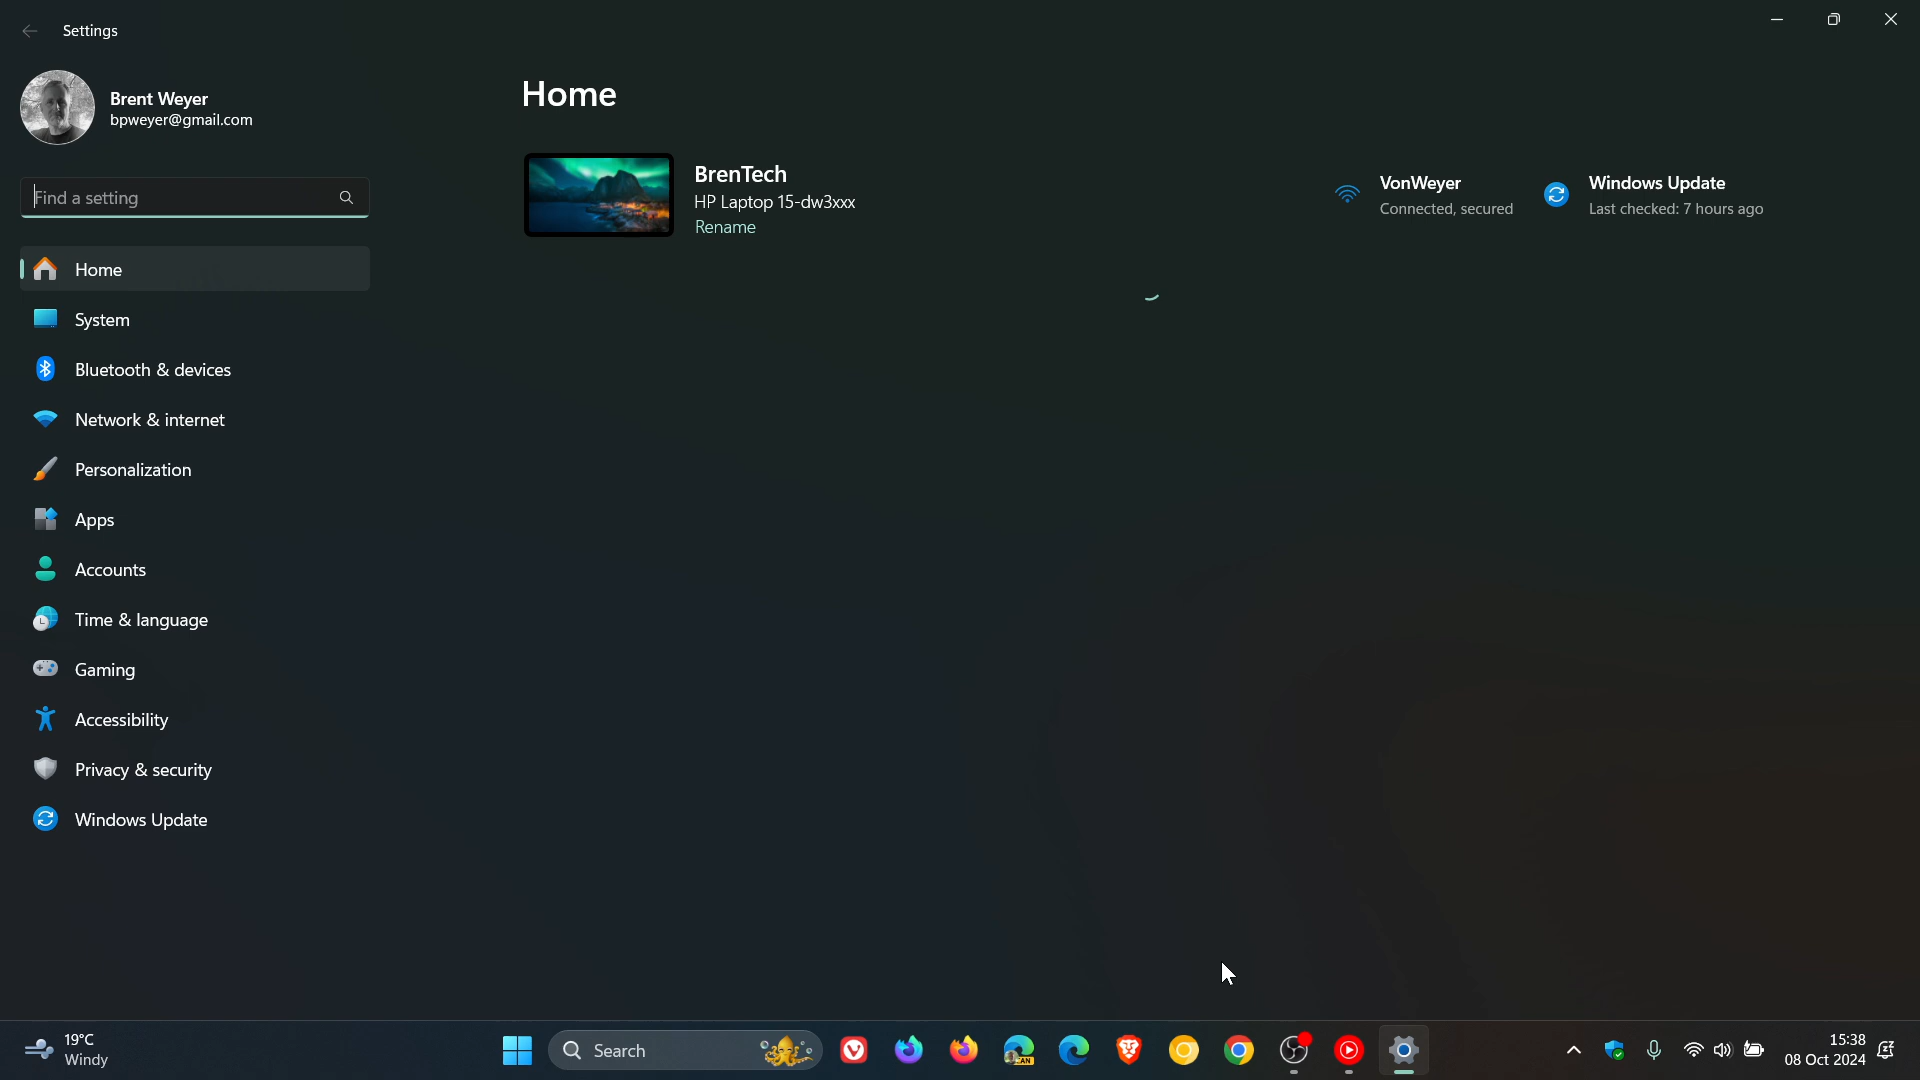 Settings
Brent Weyer
bpweyer@gmail.com
Find a setting
Home
System
Bluetooth & devices
Network & internet
Personalization
Apps
Accounts
Time & language
Gaming
Accessibility
Privacy & security
Windows Update
Home
BrenTech
HP Laptop 15-dw3xxx
Rename
VonWeyer
Connected, secured
Windows Update
Last checked: 7 hours ago
19°C
Windy
Search
CAN
15:38
08 Oct 2024